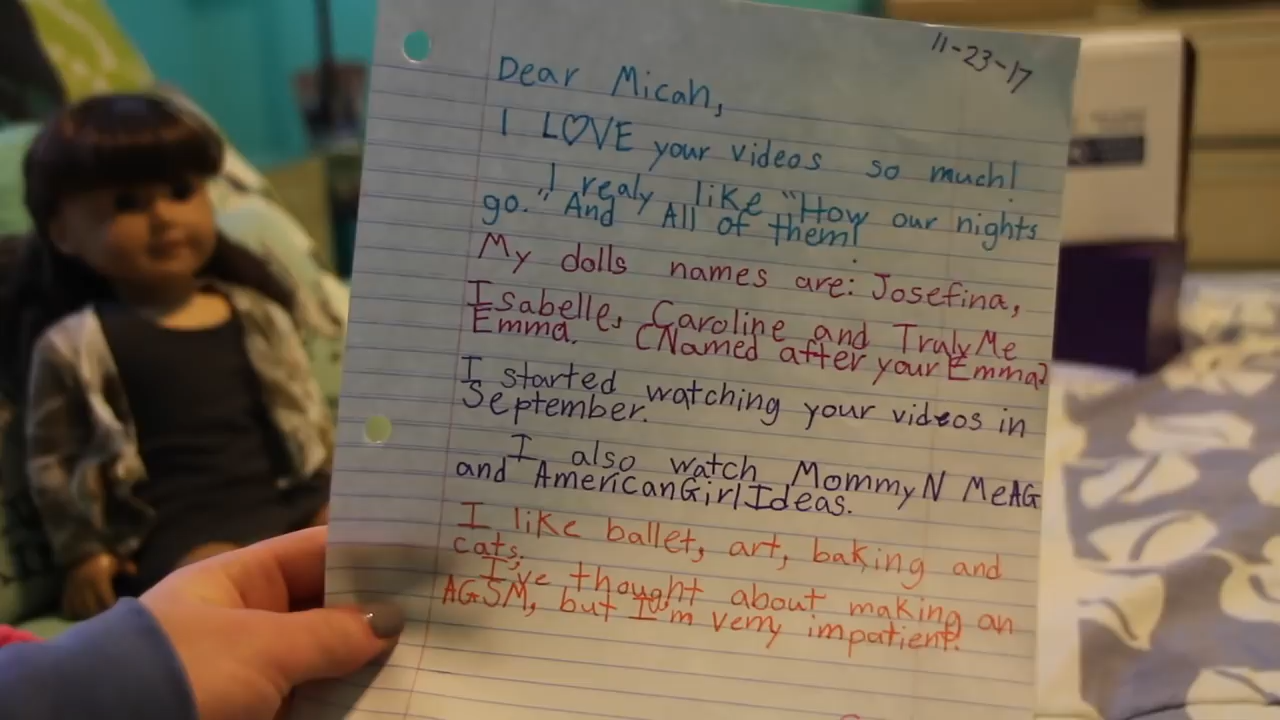 11-23-17
Dear Micah,
I LOVE your videos so much!
I realy like "How our nights
go." And All of them!
My dolls names are: Josefina,
Isabelle, Caroline and TrulyMe
Emma. (Named after your Emma)
I started watching your videos in
September.
I also watch MommyN MeAG
and AmericanGirlIdeas.
I like ballet, art, baking and
cats.
I've thought about making an
AGSM, but I'm very impatient.